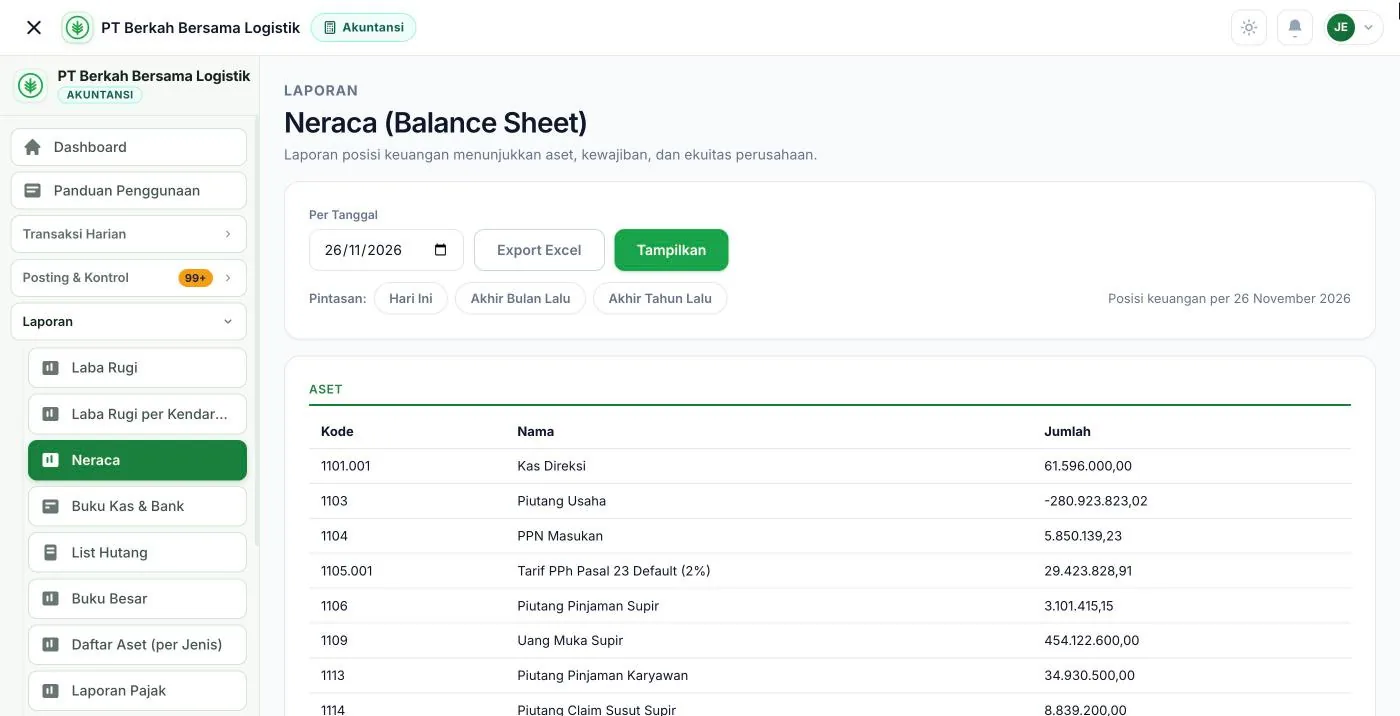 PT Berkah Bersama Logistik Akuntansi JE
PT Berkah Bersama Logistik
AKUNTANSI
Dashboard
Panduan Penggunaan
Transaksi Harian
Posting & Kontrol 99+
Laporan
Laba Rugi
Laba Rugi per Kendar...
Neraca
Buku Kas & Bank
List Hutang
Buku Besar
Daftar Aset (per Jenis)
Laporan Pajak
LAPORAN
Neraca (Balance Sheet)
Laporan posisi keuangan menunjukkan aset, kewajiban, dan ekuitas perusahaan.
Per Tanggal
26/11/2026 Export Excel Tampilkan
Pintasan: Hari Ini Akhir Bulan Lalu Akhir Tahun Lalu Posisi keuangan per 26 November 2026
ASET
Kode Nama Jumlah
1101.001 Kas Direksi 61.596.000,00
1103 Piutang Usaha -280.923.823,02
1104 PPN Masukan 5.850.139,23
1105.001 Tarif PPh Pasal 23 Default (2%) 29.423.828,91
1106 Piutang Pinjaman Supir 3.101.415,15
1109 Uang Muka Supir 454.122.600,00
1113 Piutang Pinjaman Karyawan 34.930.500,00
1114 Piutang Claim Susut Supir 8.839.200,00